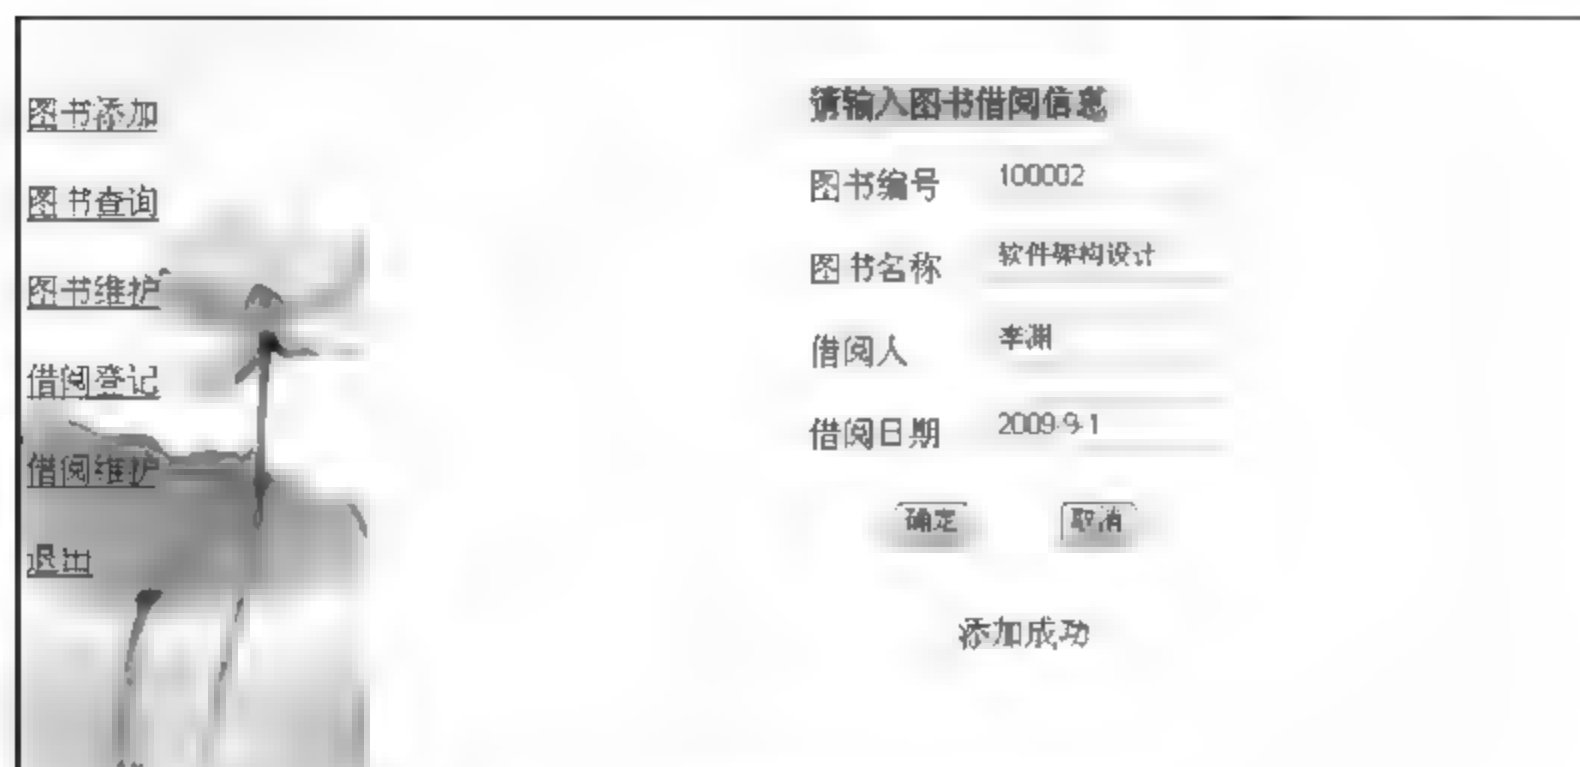 图书添加
图书查询
图书维护
借阅登记
借阅维护
退出
请输入图书借阅信息
图书编号 100002
图书名称 软件架构设计
借阅人 李渊
借阅日期 2009-9-1
确定 取消
添加成功